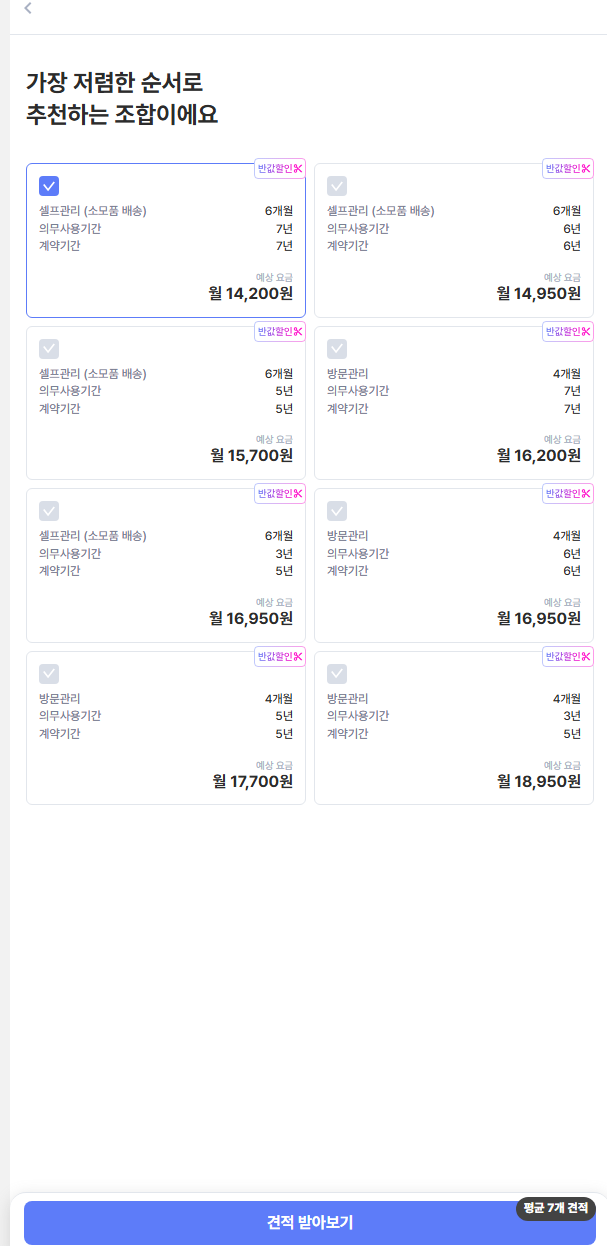 가장 저렴한 순서로
추천하는 조합이에요
반값할인
셀프관리 (소모품 배송) 6개월
의무사용기간 7년
계약기간 7년
예상 요금
월 14,200원
반값할인
셀프관리 (소모품 배송) 6개월
의무사용기간 6년
계약기간 6년
예상 요금
월 14,950원
반값할인
셀프관리 (소모품 배송) 6개월
의무사용기간 5년
계약기간 5년
예상 요금
월 15,700원
반값할인
방문관리 4개월
의무사용기간 7년
계약기간 7년
예상 요금
월 16,200원
반값할인
셀프관리 (소모품 배송) 6개월
의무사용기간 3년
계약기간 5년
예상 요금
월 16,950원
반값할인
방문관리 4개월
의무사용기간 6년
계약기간 6년
예상 요금
월 16,950원
반값할인
방문관리 4개월
의무사용기간 5년
계약기간 5년
예상 요금
월 17,700원
반값할인
방문관리 4개월
의무사용기간 3년
계약기간 5년
예상 요금
월 18,950원
평균 7개 견적
견적 받아보기